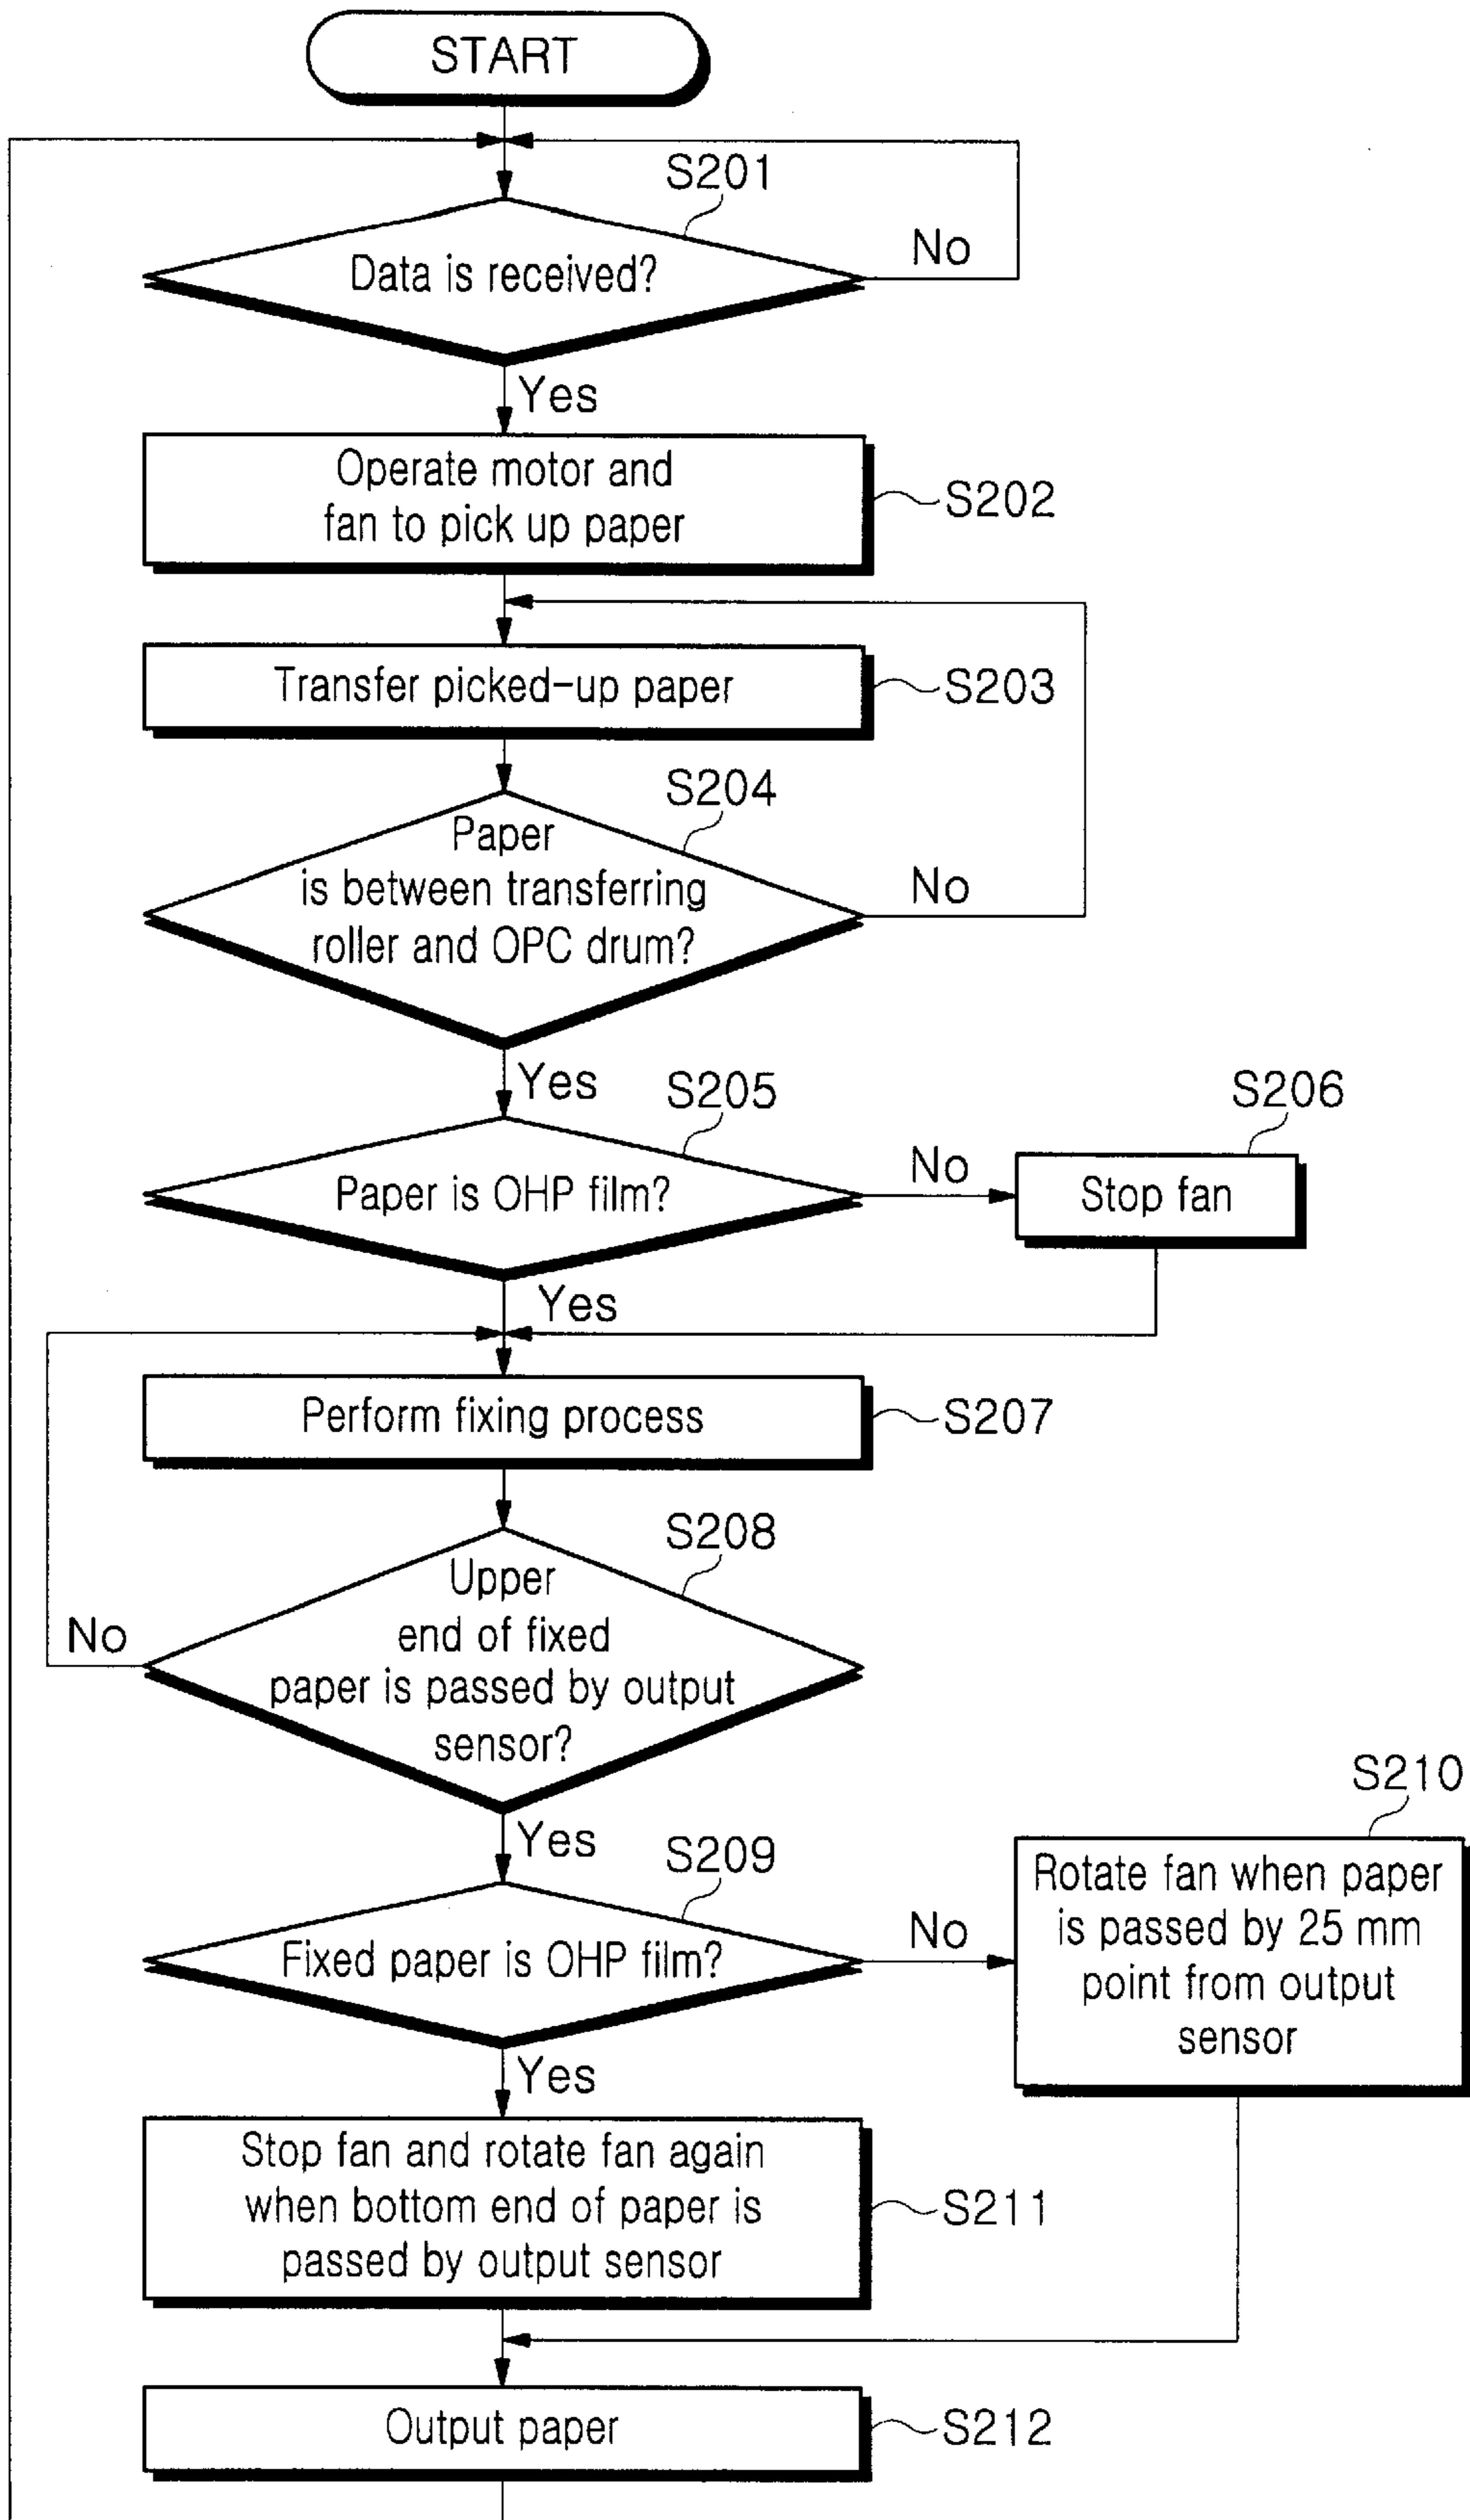 START
S201
Data is received?
No
Yes
Operate motor and
fan to pick up paper
S202
Transfer picked-up paper
S203
S204
Paper
is between transferring
roller and OPC drum?
No
Yes
S205
S206
Paper is OHP film?
No
Stop fan
Yes
Perform fixing process
S207
S208
Upper
end of fixed
paper is passed by output
sensor?
No
Yes
S209
S210
Fixed paper is OHP film?
No
Rotate fan when paper
is passed by 25 mm
point from output
sensor
Yes
Stop fan and rotate fan again
when bottom end of paper is
passed by output sensor
S211
Output paper
S212